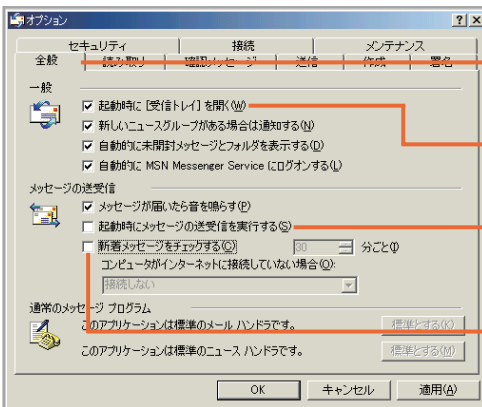 オプション
セキュリティ 接続 メンテナンス
全般 読み取り 確認メッセージ 送信 作成 署名
一般
起動時に [受信トレイ] を開く(W)
新しいニュースグループがある場合は通知する(N)
自動的に未開封メッセージとフォルダを表示する(D)
自動的に MSN Messenger Service にログオンする(L)
メッセージの送受信
メッセージが届いたら音を鳴らす(P)
起動時にメッセージの送受信を実行する(S)
新着メッセージをチェックする(C) 30 分ごと(I)
コンピュータがインターネットに接続していない場合(O):
接続しない
通常のメッセージ プログラム
このアプリケーションは標準のメール ハンドラです。 標準とする(K)
このアプリケーションは標準のニュース ハンドラです。 標準とする(M)
OK キャンセル 適用(A)